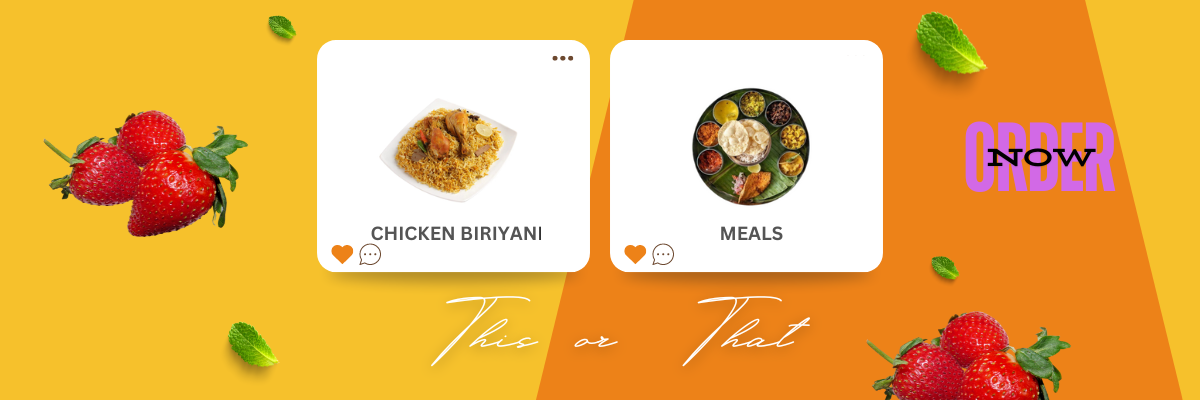 CHICKEN BIRIYANI
MEALS
ORDER
NOW
This or That